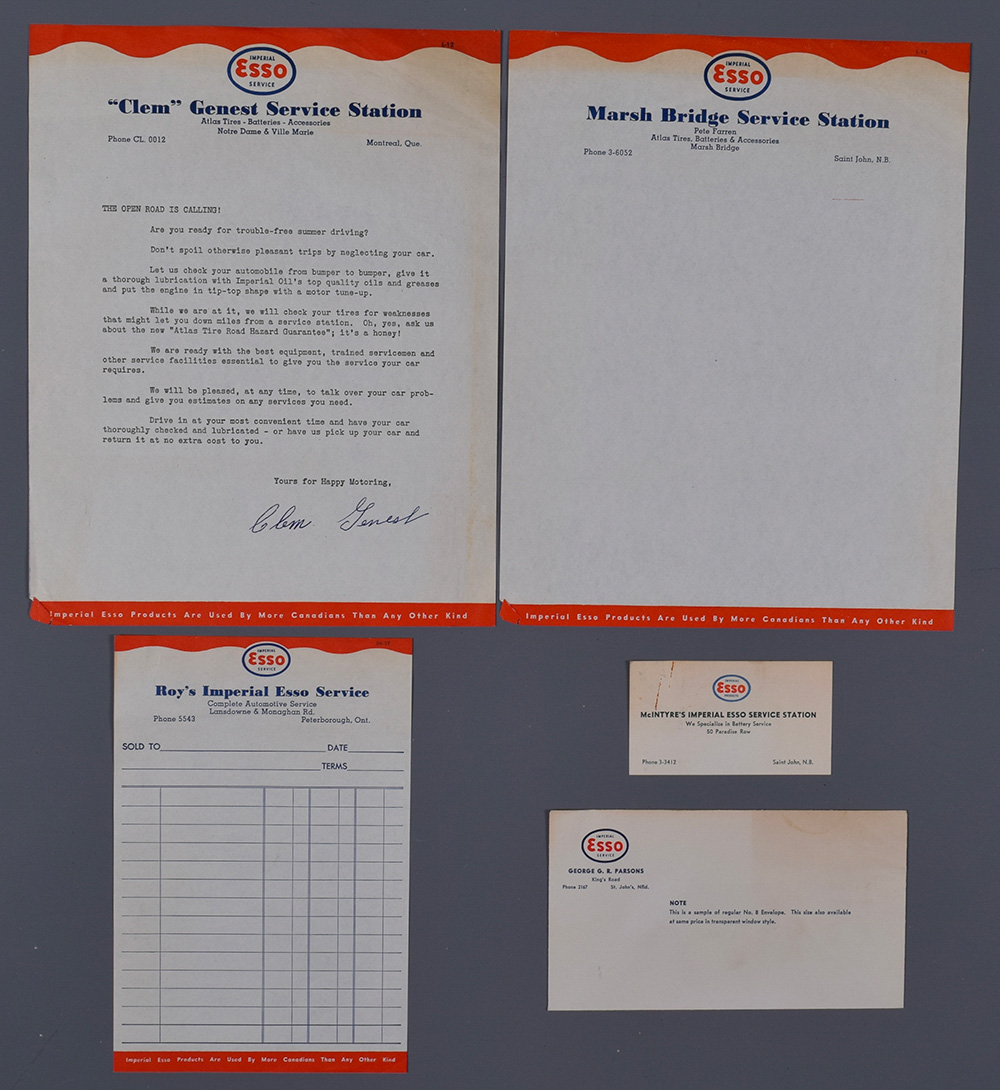 IMPERIAL
Esso
SERVICE
"Clem" Genest Service Station
Atlas Tires - Batteries - Accessories
Notre Dame & Ville Marie
Phone CL. 0012
Montreal, Que.
THE OPEN ROAD IS CALLING!
Are you ready for trouble-free summer driving?
Don't spoil otherwise pleasant trips by neglecting your car.
Let us check your automobile from bumper to bumper, give it
a thorough lubrication with Imperial Oil's top quality oils and greases
and put the engine in tip-top shape with a motor tune-up.
While we are at it, we will check your tires for weaknesses
that might let you down miles from a service station. Oh, yes, ask us
about the new "Atlas Tire Road Hazard Guarantee"; it's a honey!
We are ready with the best equipment, trained servicemen and
other service facilities essential to give you the service your car
requires.
We will be pleased, at any time, to talk over your car prob-
lems and give you estimates on any services you need.
Drive in at your most convenient time and have your car
thoroughly checked and lubricated - or have us pick up your car and
return it at no extra cost to you.
Yours for Happy Motoring,
Clem Genest
Imperial Esso Products Are Used By More Canadians Than Any Other Kind
IMPERIAL
Esso
SERVICE
Marsh Bridge Service Station
Pete Farren
Atlas Tires, Batteries & Accessories
Marsh Bridge
Phone 3-6052
Saint John, N.B.
Imperial Esso Products Are Used By More Canadians Than Any Other Kind
IMPERIAL
Esso
SERVICE
Roy's Imperial Esso Service
Complete Automotive Service
Lansdowne & Monaghan Rd.
Phone 5543
Peterborough, Ont.
SOLD TO
DATE
TERMS
Imperial Esso Products Are Used By More Canadians Than Any Other Kind
IMPERIAL
Esso
PRODUCTS
McINTYRE'S IMPERIAL ESSO SERVICE STATION
We Specialize in Battery Service
50 Paradise Row
Phone 3-3412
Saint John, N.B.
IMPERIAL
Esso
SERVICE
GEORGE G. R. PARSONS
King's Road
Phone 2167
St. John's, Nfld.
NOTE
This is a sample of regular No. 8 Envelope. This size also available
at same price in transparent window style.